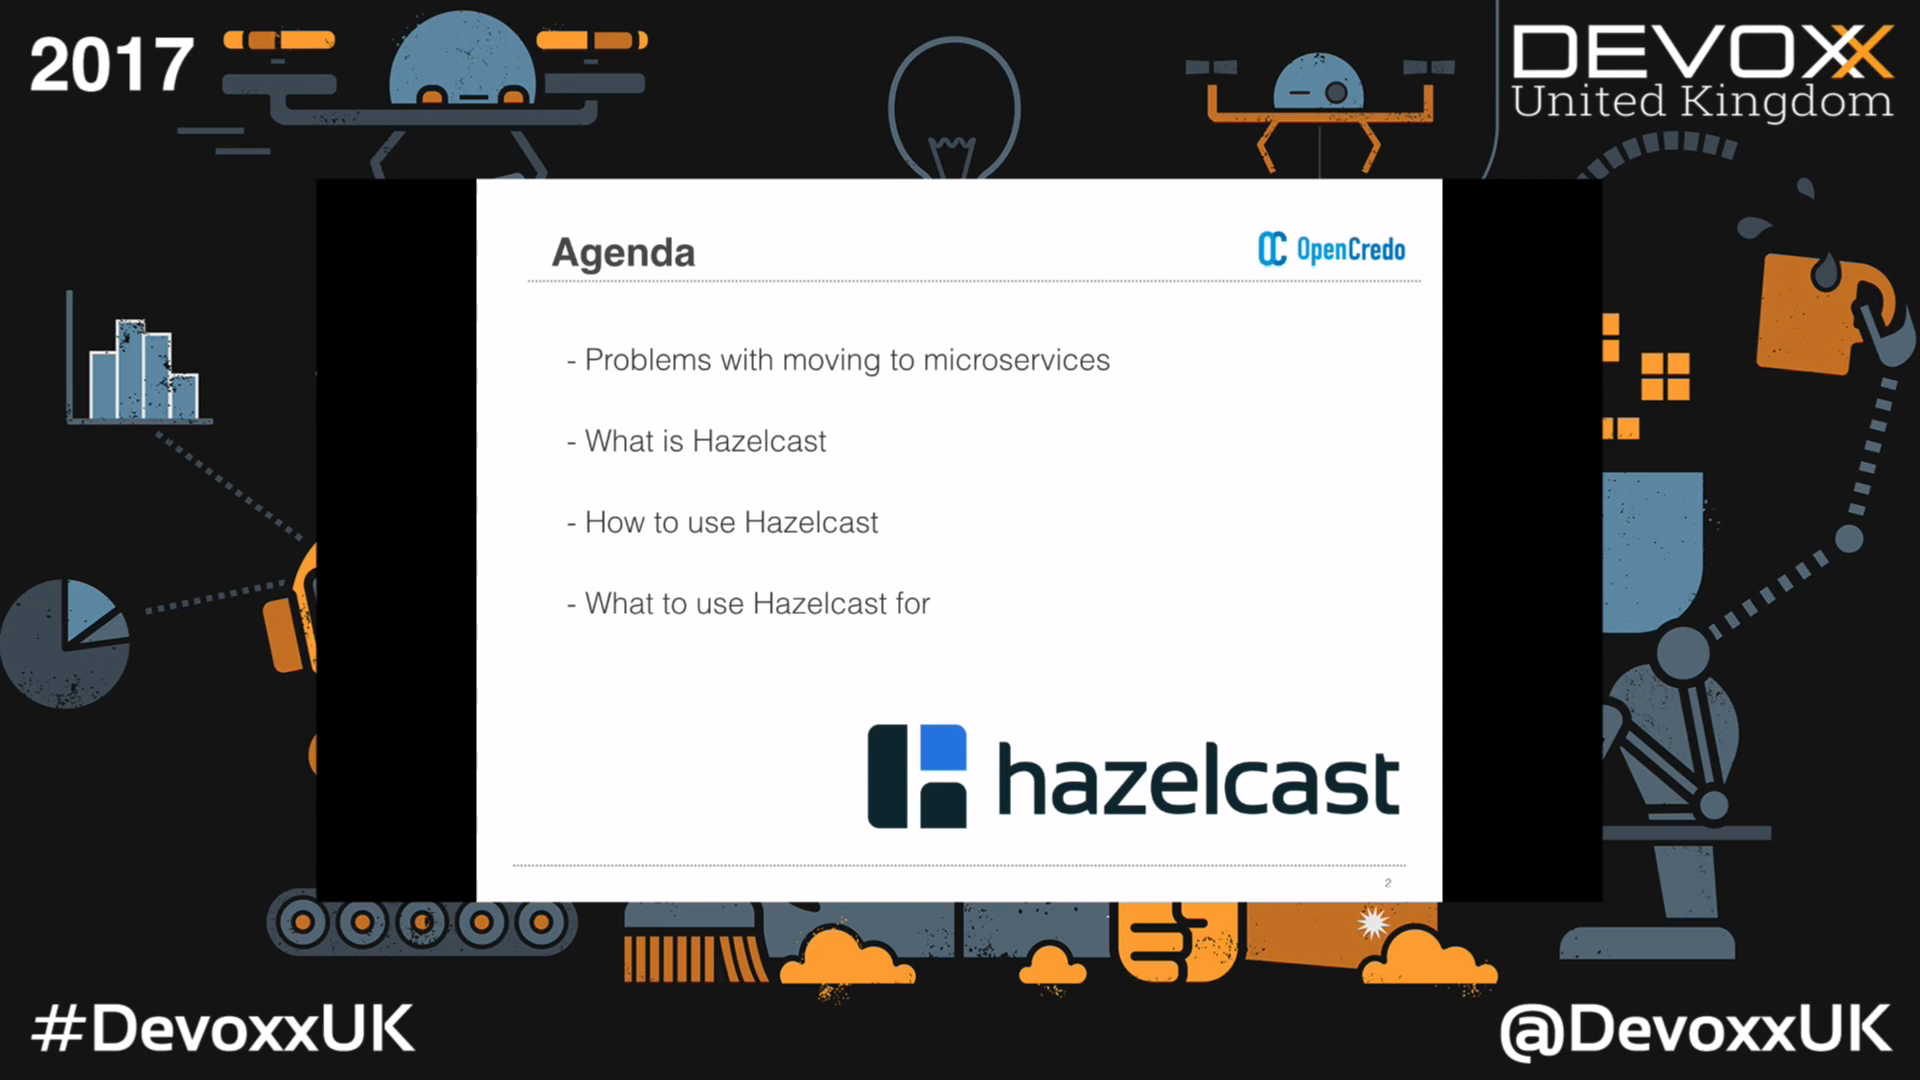 2017
DEVOXX
United Kingdom
Agenda
OpenCredo
- Problems with moving to microservices
- What is Hazelcast
- How to use Hazelcast
- What to use Hazelcast for
hazelcast
2
#DevoxxUK
@DevoxxUK